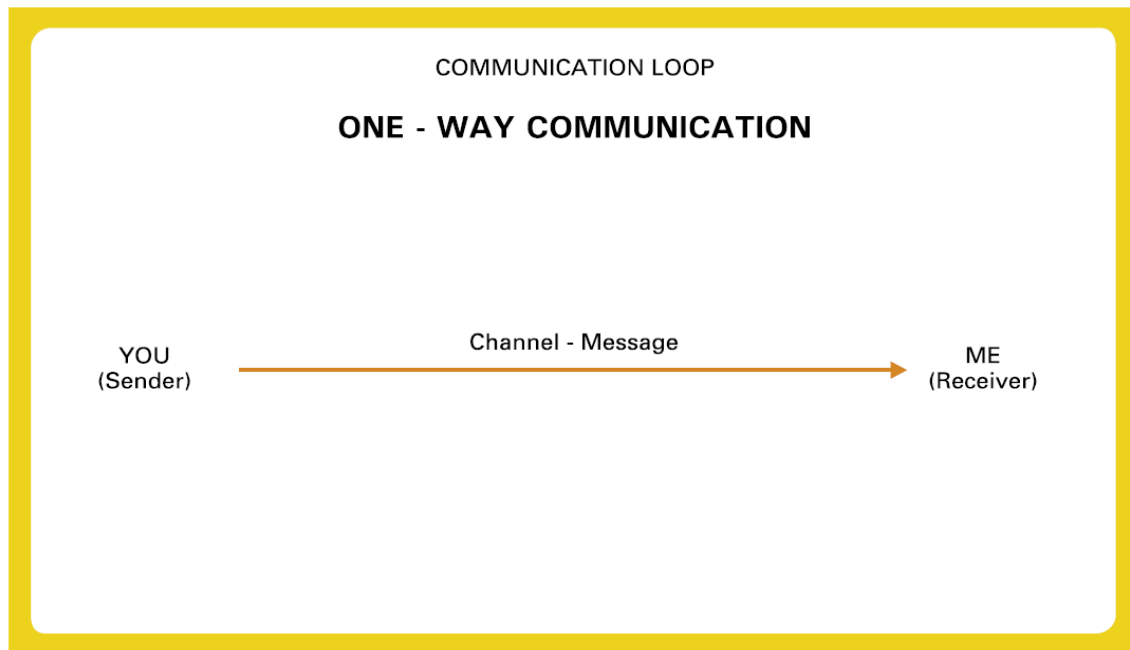 COMMUNICATION LOOP
ONE - WAY COMMUNICATION
Channel - Message
YOU
(Sender)
ME
(Receiver)